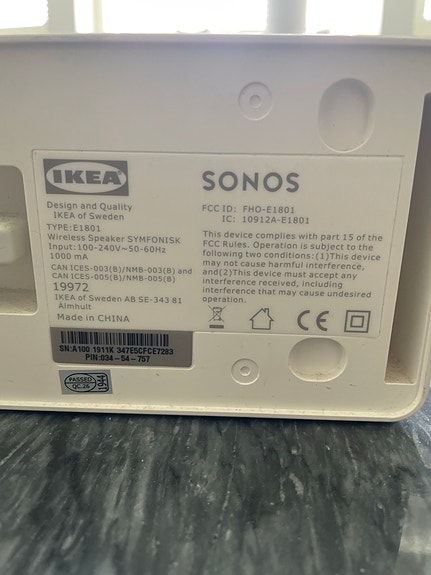 IKEA
Design and Quality
IKEA of Sweden
TYPE:E1801
Wireless Speaker SYMFONISK
Input:100-240V~50-60Hz
1000 mA
CAN ICES-003(B)/NMB-003(B) and
CAN ICES-005(B)/NMB-005(B)
19972
IKEA of Sweden AB SE-343 81
Älmhult
Made in CHINA
SONOS
FCC ID: FHO-E1801
IC: 10912A-E1801
This device complies with part 15 of the
FCC Rules. Operation is subject to the
following two conditions:(1)This device
may not cause harmful interference,
and(2)This device must accept any
interference received, including
interference that may cause undesired
operation.
CE
SN:A100 1911K 347E5CFCE7283
PIN:034-54-757
PASSED
QC:26
1944